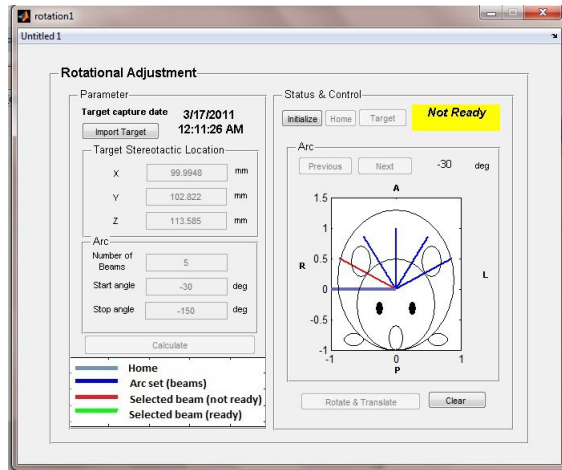 rotation1
Untitled 1
Rotational Adjustment
Parameter
Target capture date 3/17/2011
Import Target 12:11:26 AM
Target Stereotactic Location
X 99.9948 mm
Y 102.822 mm
Z 113.585 mm
Arc
Number of
Beams 5
Start angle -30 deg
Stop angle -150 deg
Calculate
Home
Arc set (beams)
Selected beam (not ready)
Selected beam (ready)
Status & Control
Initialize Home Target Not Ready
Arc
Previous Next -30 deg
A
1.5
1
0.5
R L
0
-0.5
-1
-1 0 1
P
Rotate & Translate Clear